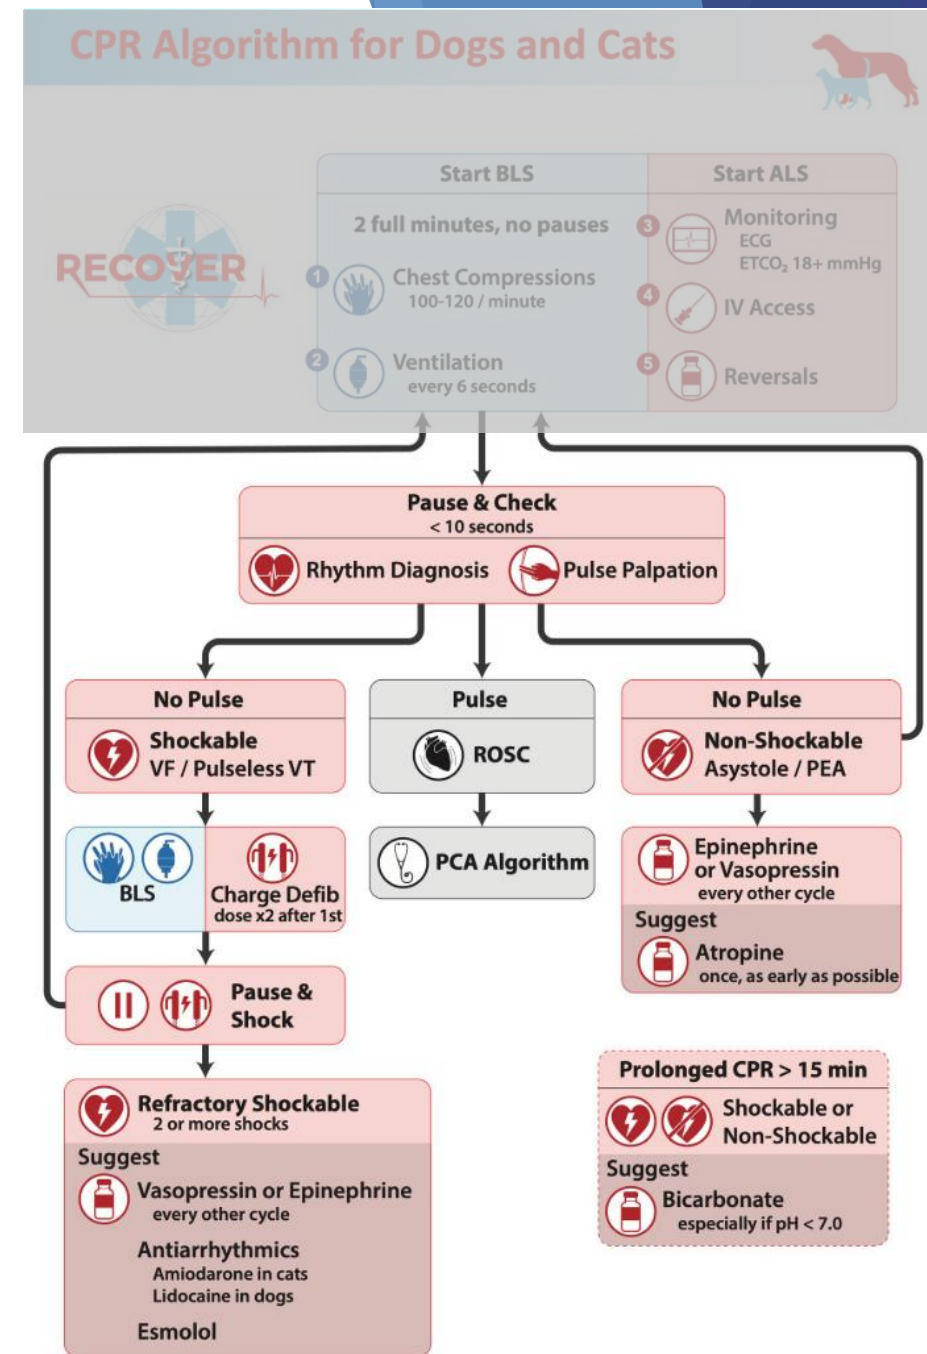 CPR Algorithm for Dogs and Cats
RECOVER
Start BLS
2 full minutes, no pauses
1
Chest Compressions
100-120 / minute
2
Ventilation
every 6 seconds
Start ALS
3
Monitoring
ECG
ETCO₂ 18+ mmHg
4
IV Access
5
Reversals
Pause & Check
< 10 seconds
Rhythm Diagnosis
Pulse Palpation
No Pulse
Shockable
VF / Pulseless VT
BLS
Charge Defib
dose x2 after 1st
Pause &
Shock
Refractory Shockable
2 or more shocks
Suggest
Vasopressin or Epinephrine
every other cycle
Antiarrhythmics
Amiodarone in cats
Lidocaine in dogs
Esmolol
Pulse
ROSC
PCA Algorithm
No Pulse
Non-Shockable
Asystole / PEA
Epinephrine
or Vasopressin
every other cycle
Suggest
Atropine
once, as early as possible
Prolonged CPR > 15 min
Shockable or
Non-Shockable
Suggest
Bicarbonate
especially if pH < 7.0